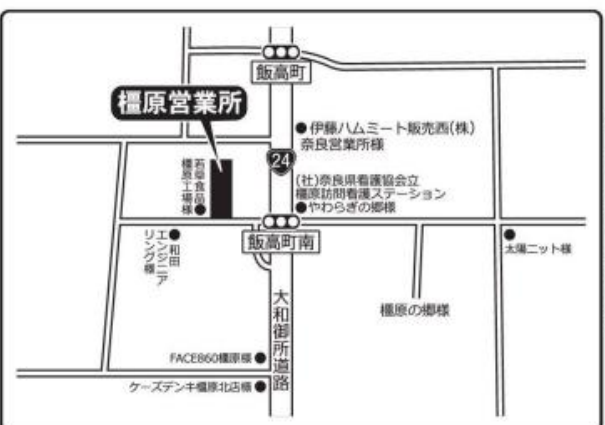 飯高町
橿原営業所
伊藤ハムミート販売西(株)
奈良営業所様
24
若草食品
橿原工場様
(社)奈良県看護協会立
橿原訪問看護ステーション
やわらぎの郷様
飯高町南
和田
エンジニア
リング様
太陽ニット様
大和御所道路
橿原の郷様
FACE860橿原様
ケーズデンキ橿原北店様